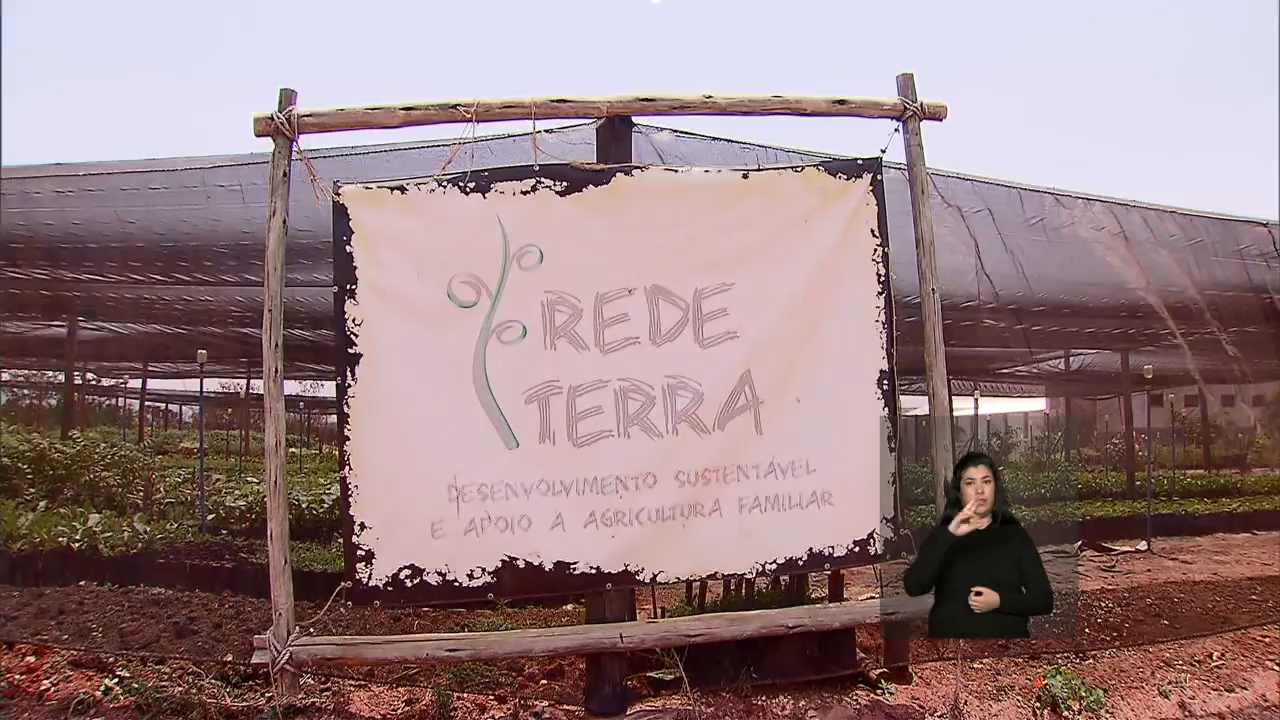 REDE
TERRA
DESENVOLVIMENTO SUSTENTÁVEL
E APOIO A AGRICULTURA FAMILIAR